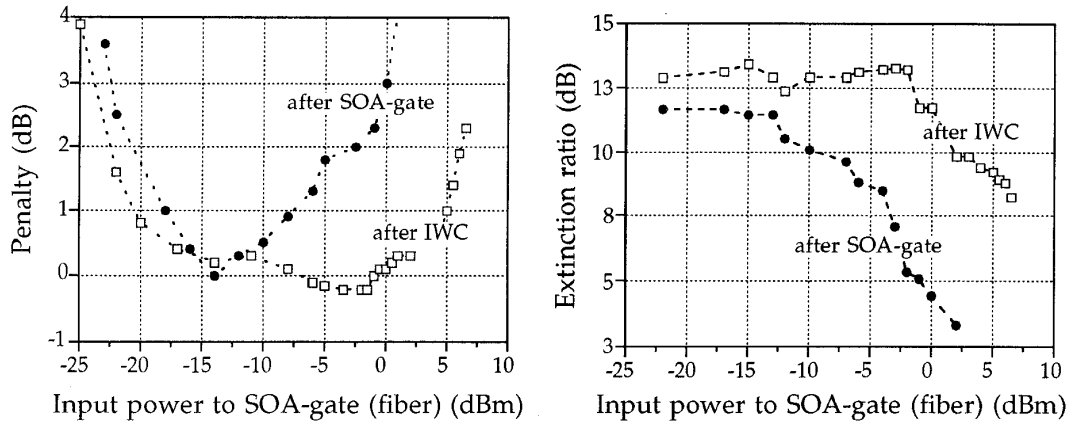 4
3
2
1
0
-1
Penalty (dB)
after SOA-gate
after IWC
-25 -20 -15 -10 -5 0 5 10
Input power to SOA-gate (fiber) (dBm)
15
13
10
8
5
3
Extinction ratio (dB)
after IWC
after SOA-gate
-25 -20 -15 -10 -5 0 5 10
Input power to SOA-gate (fiber) (dBm)